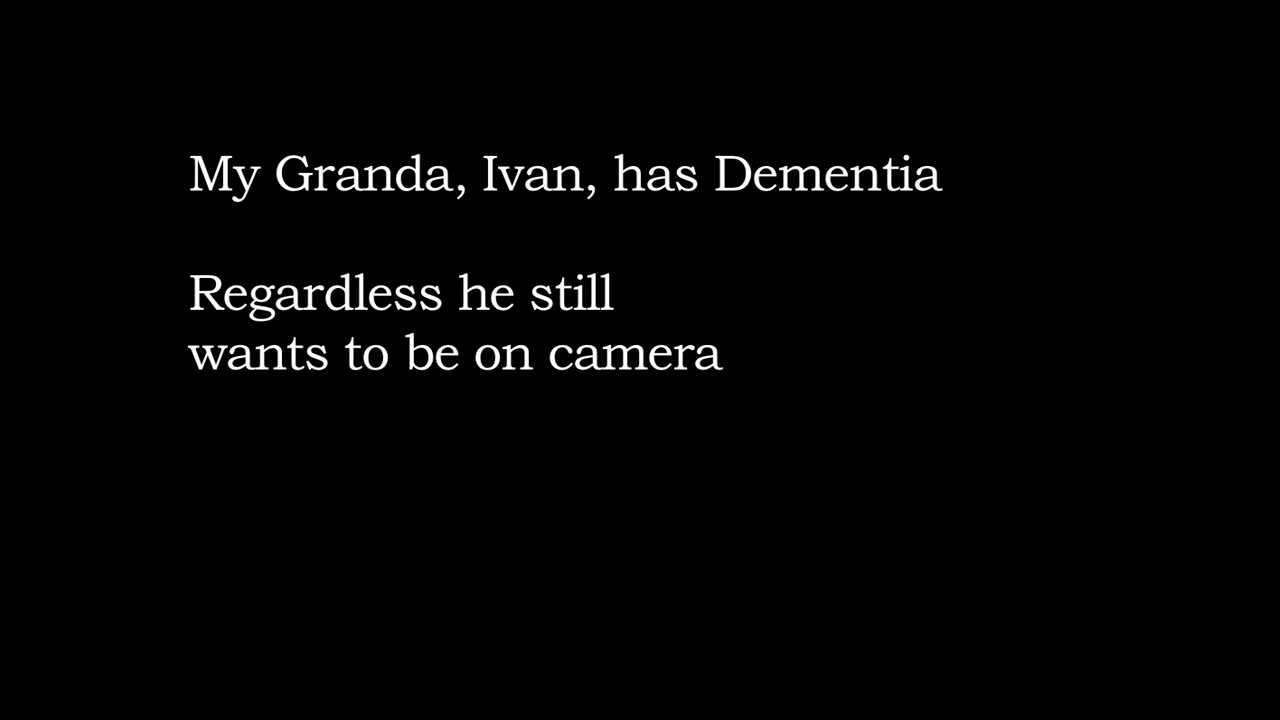 My Granda, Ivan, has Dementia
Regardless he still
wants to be on camera